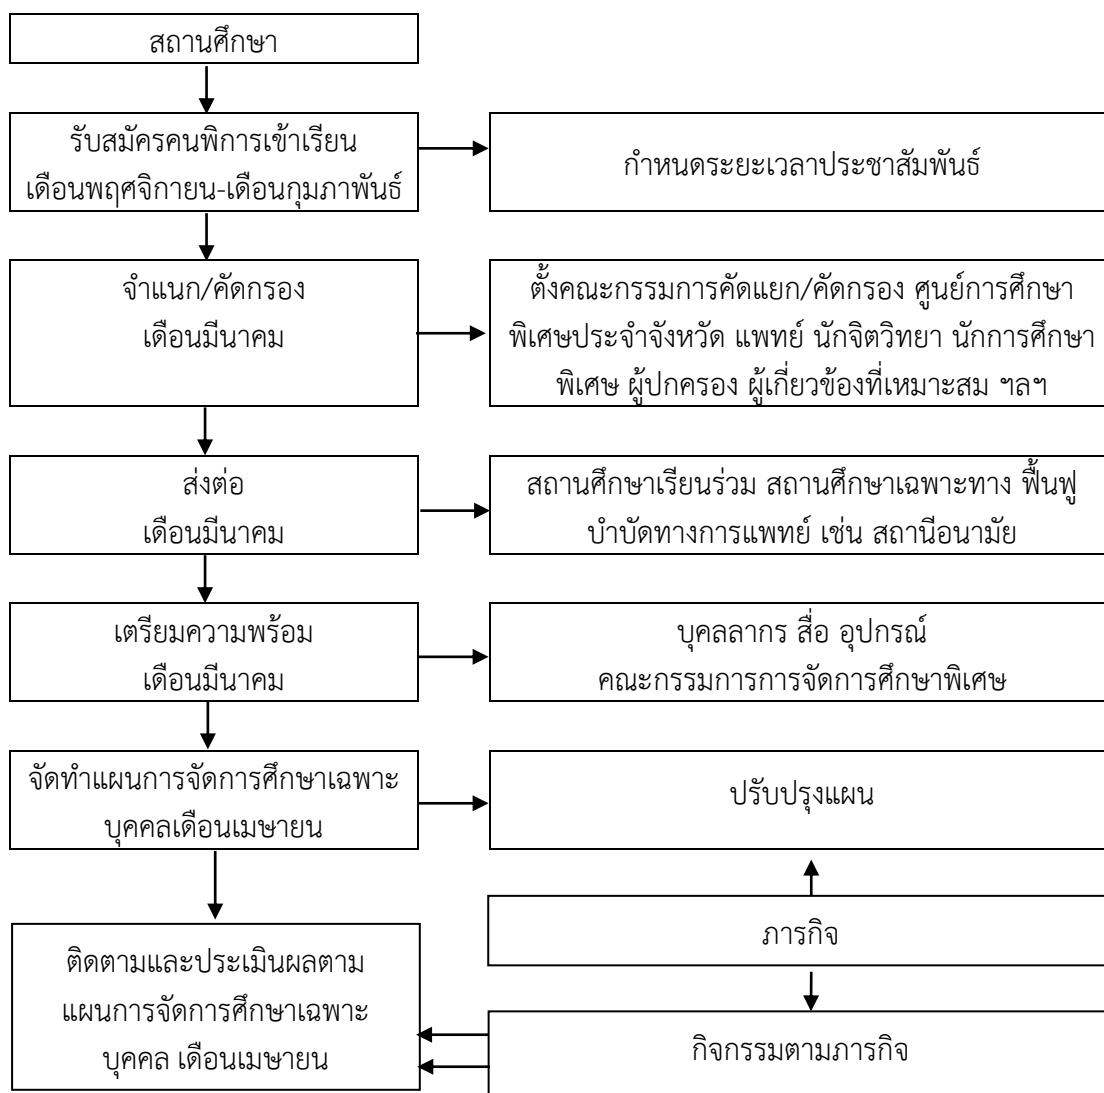 สถานศึกษา
รับสมัครคนพิการเข้าเรียน
เดือนพฤศจิกายน-เดือนกุมภาพันธ์
กำหนดระยะเวลาประชาสัมพันธ์
จำแนก/คัดกรอง
เดือนมีนาคม
ตั้งคณะกรรมการคัดแยก/คัดกรอง ศูนย์การศึกษา
พิเศษประจำจังหวัด แพทย์ นักจิตวิทยา นักการศึกษา
พิเศษ ผู้ปกครอง ผู้เกี่ยวข้องที่เหมาะสม ฯลฯ
ส่งต่อ
เดือนมีนาคม
สถานศึกษาเรียนร่วม สถานศึกษาเฉพาะทาง ฟื้นฟู
บำบัดทางการแพทย์ เช่น สถานีอนามัย
เตรียมความพร้อม
เดือนมีนาคม
บุคลลากร สื่อ อุปกรณ์
คณะกรรมการการจัดการศึกษาพิเศษ
จัดทำแผนการจัดการศึกษาเฉพาะ
บุคคลเดือนเมษายน
ปรับปรุงแผน
ภารกิจ
ติดตามและประเมินผลตาม
แผนการจัดการศึกษาเฉพาะ
บุคคล เดือนเมษายน
กิจกรรมตามภารกิจ